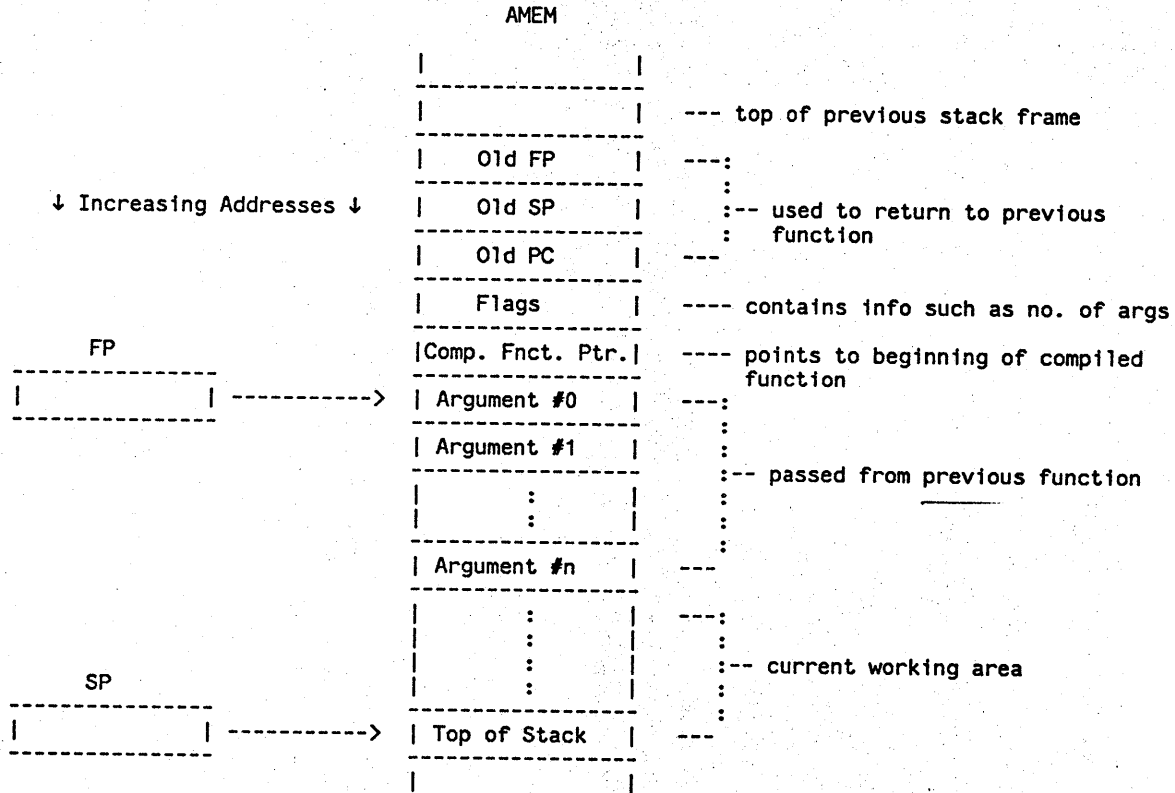 AMEM
--- top of previous stack frame
Old FP
↓ Increasing Addresses ↓
Old SP
:-- used to return to previous
function
Old PC
Flags
---- contains info such as no. of args
FP
Comp. Fnct. Ptr.
---- points to beginning of compiled
function
Argument #0
Argument #1
:-- passed from previous function
Argument #n
:-- current working area
SP
Top of Stack